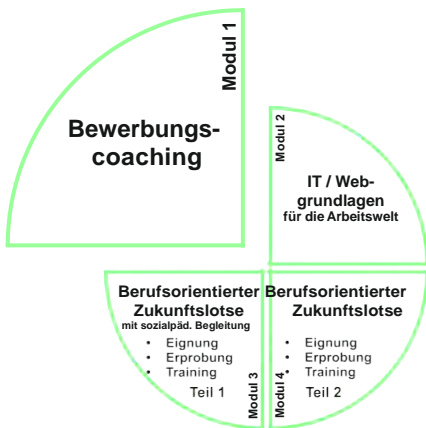 Modul 1
Bewerbungs-
coaching
Modul 2
IT / Web-
grundlagen
für die Arbeitswelt
Berufsorientierter
Zukunftslotse
mit sozialpäd. Begleitung
• Eignung
• Erprobung
• Training
Teil 1
Modul 3
Berufsorientierter
Zukunftslotse
• Eignung
• Erprobung
• Training
Teil 2
Modul 4